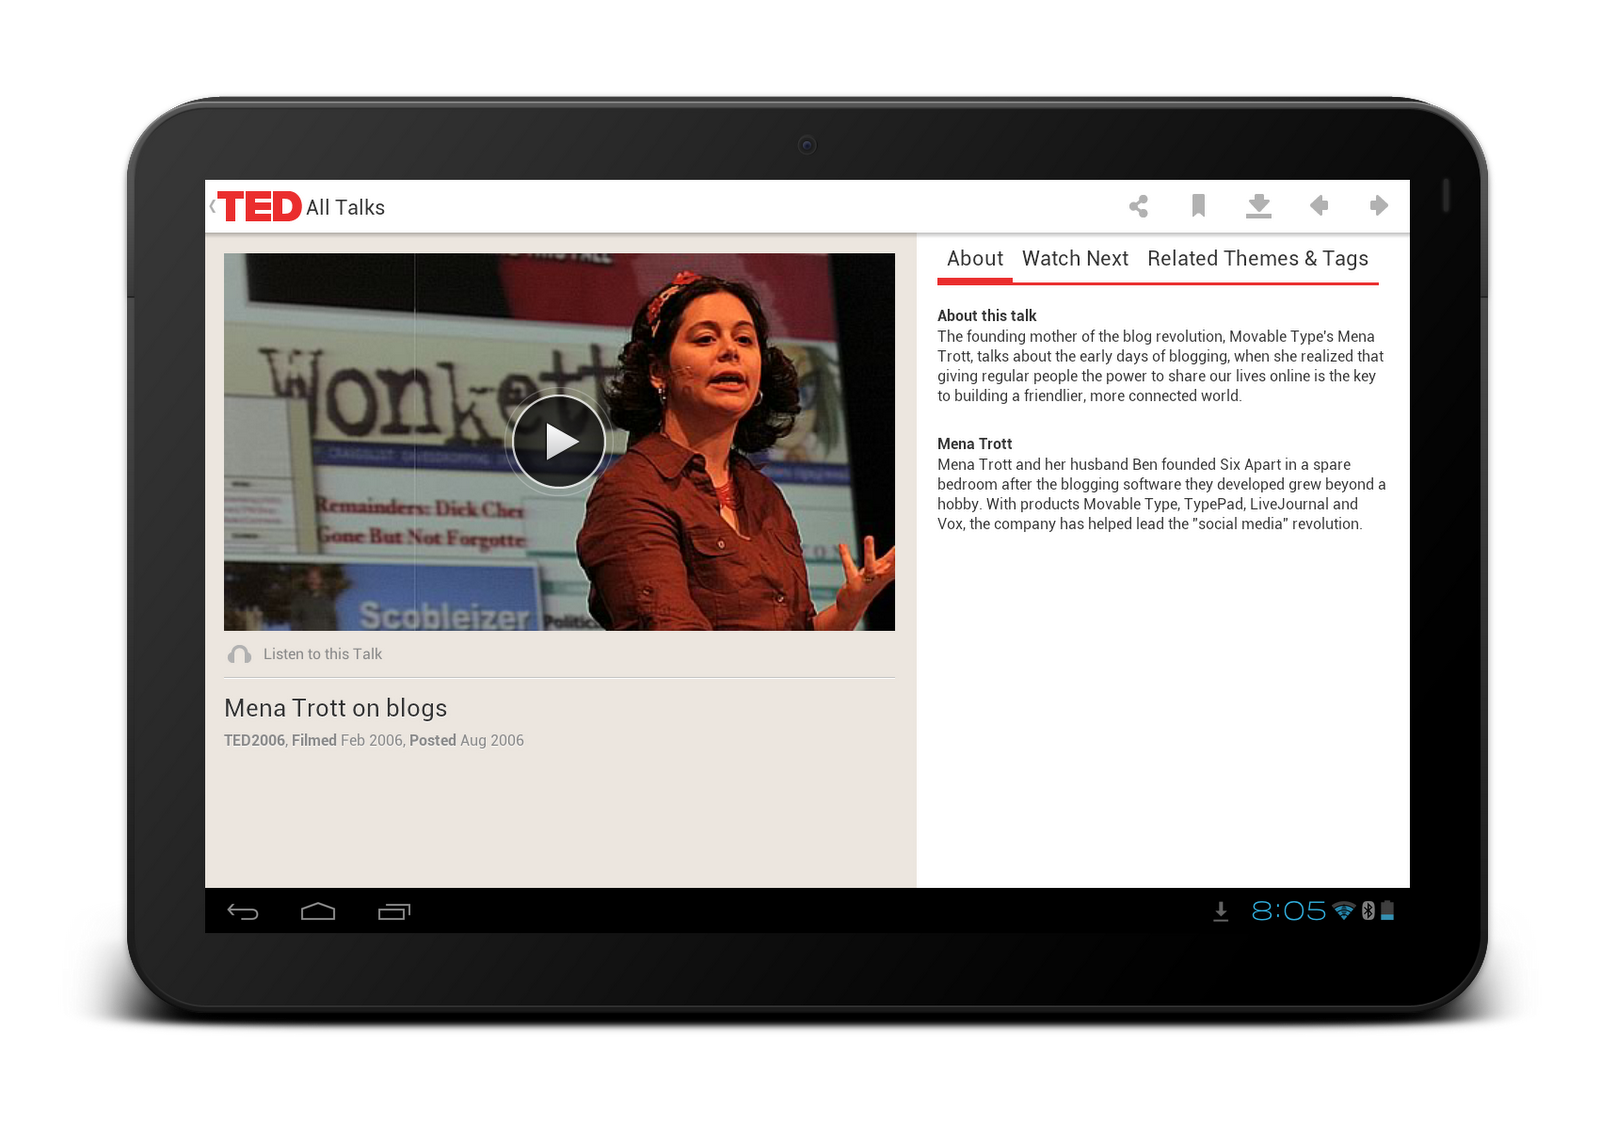 TED All Talks
Wonkett
Remainders: Dick Che
Gone But Not Forgotte
Scobleizer
Politic
Listen to this Talk
Mena Trott on blogs
TED2006, Filmed Feb 2006, Posted Aug 2006
About Watch Next Related Themes & Tags
About this talk
The founding mother of the blog revolution, Movable Type's Mena
Trott, talks about the early days of blogging, when she realized that
giving regular people the power to share our lives online is the key
to building a friendlier, more connected world.
Mena Trott
Mena Trott and her husband Ben founded Six Apart in a spare
bedroom after the blogging software they developed grew beyond a
hobby. With products Movable Type, TypePad, LiveJournal and
Vox, the company has helped lead the "social media" revolution.
8:05